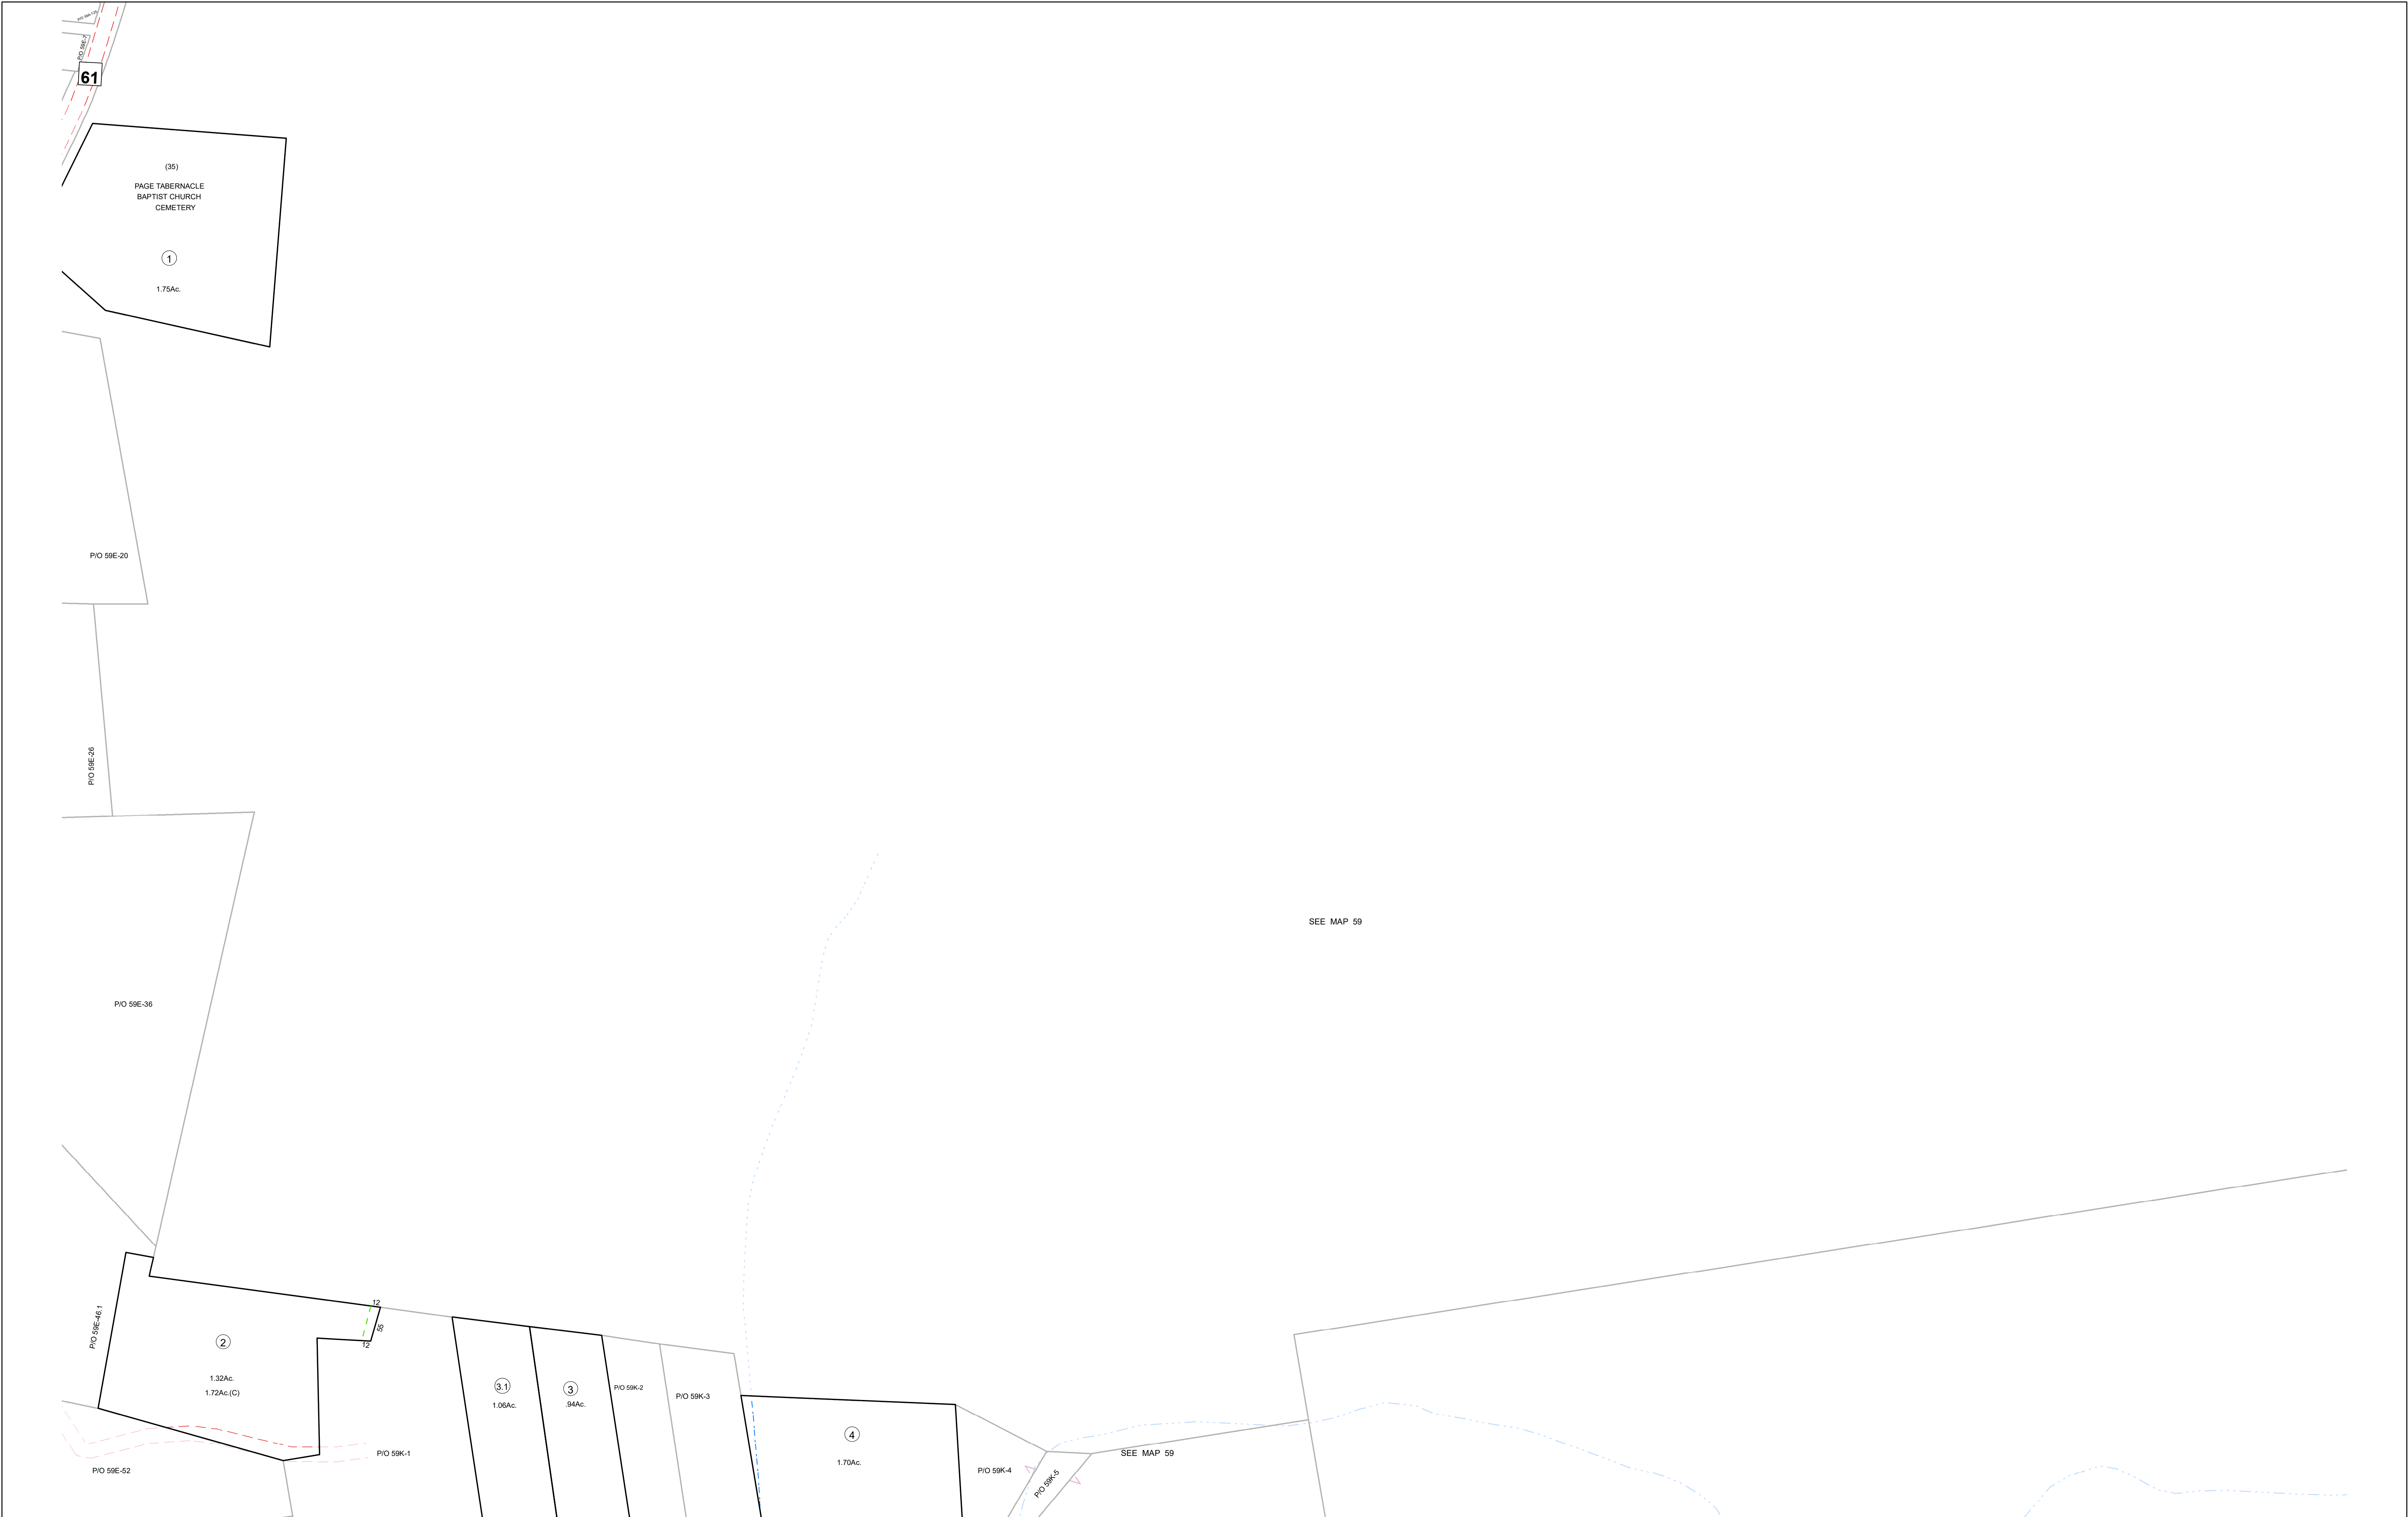 P/O 59E-7
61
(35)
PAGE TABERNACLE
BAPTIST CHURCH
CEMETERY
1
1.75Ac.
P/O 59E-20
P/O 59E-26
SEE MAP 59
P/O 59E-36
12
55
12
P/O 59E-46.1
2
1.32Ac.
1.72Ac.(C)
3.1
1.06Ac.
3
.94Ac.
P/O 59K-2
P/O 59K-3
4
1.70Ac.
P/O 59K-1
P/O 59E-52
P/O 59K-4
P/O 59K-5
SEE MAP 59